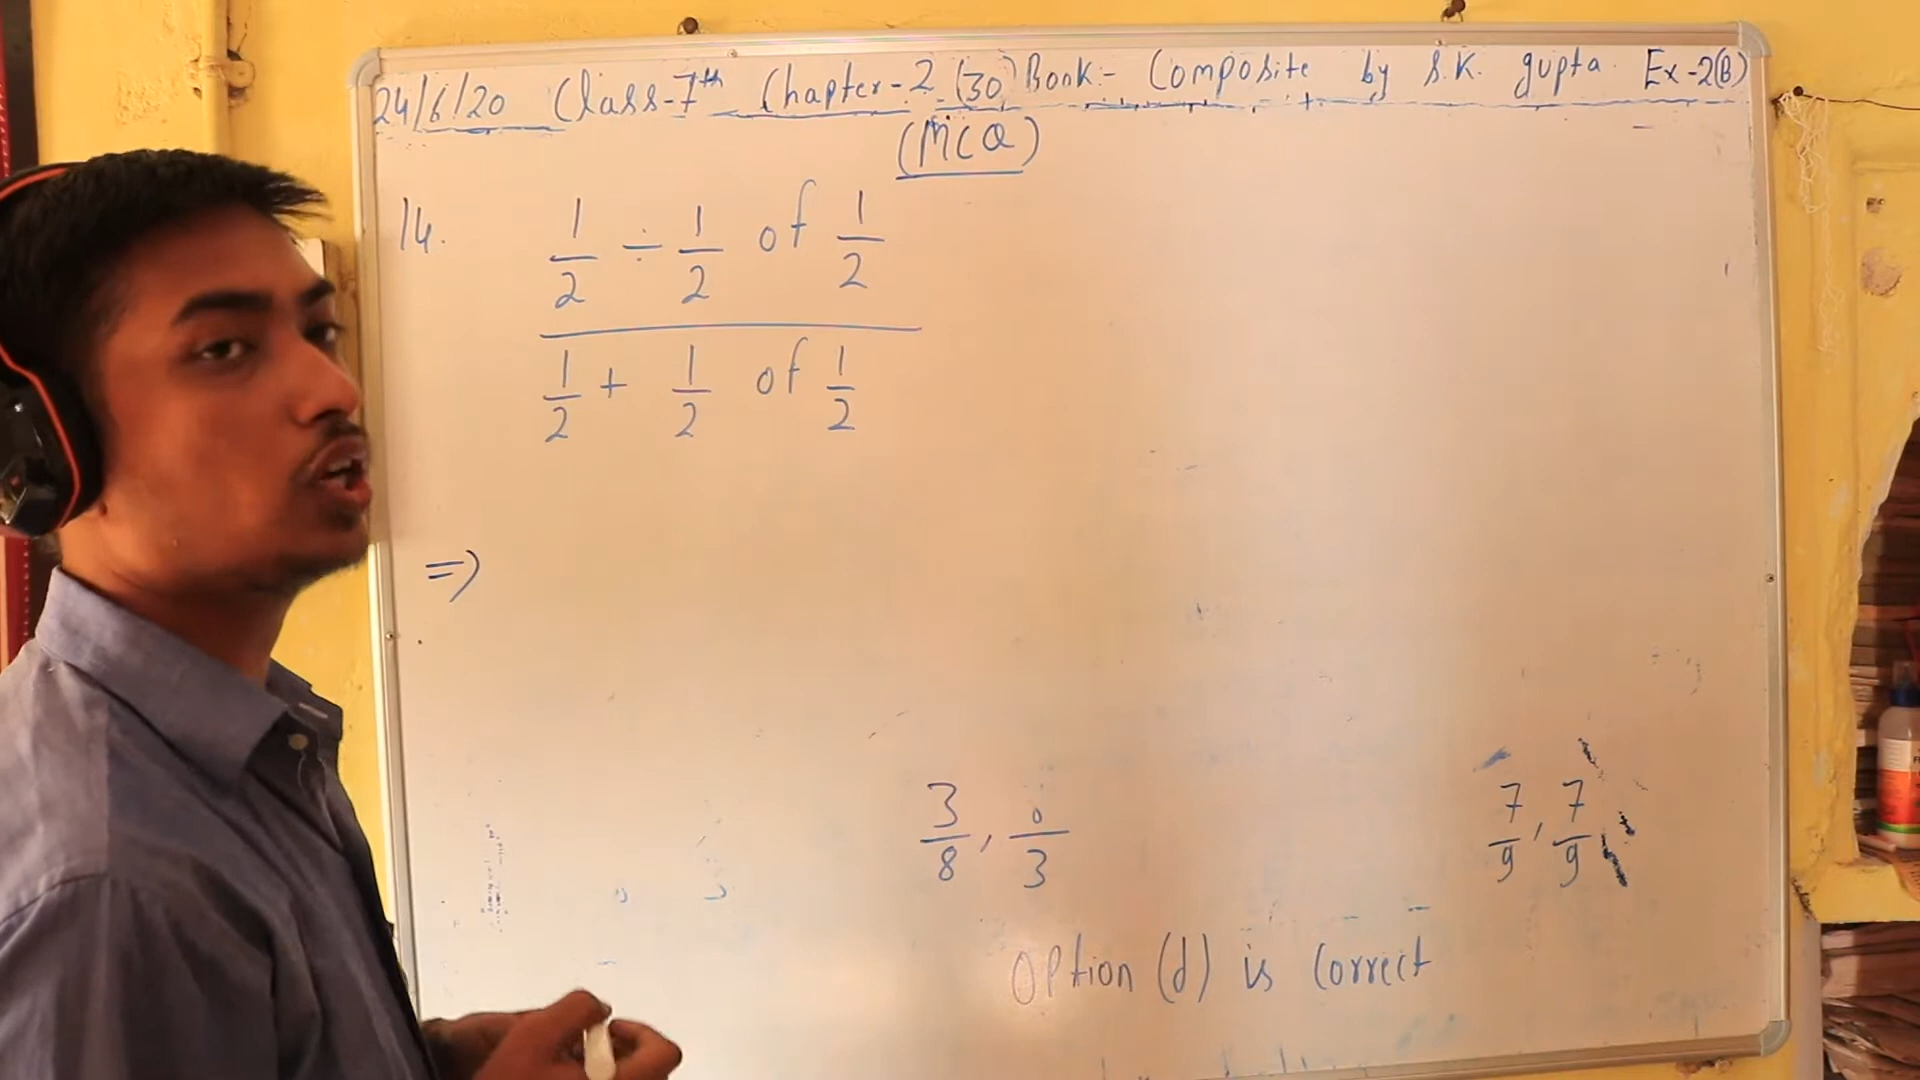 24/6/20 Class-7th Chapter-2 (30) Book:- Composite by S.K. gupta Ex-2(B)
(MCQ)
14. 1/2 ÷ 1/2 of 1/2
1/2 + 1/2 of 1/2
=>
3/8, 0/3 7/9, 7/9
Option (d) is Correct